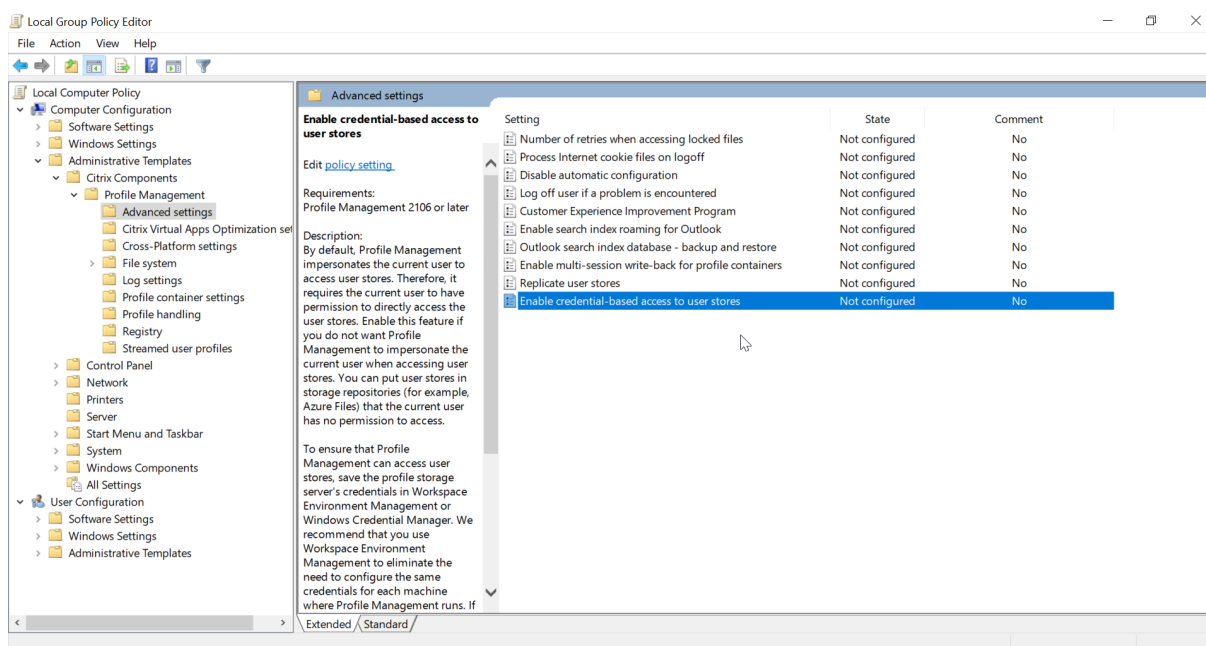 Local Group Policy Editor
File Action View Help
Local Computer Policy
Computer Configuration
Software Settings
Windows Settings
Administrative Templates
Citrix Components
Profile Management
Advanced settings
Citrix Virtual Apps Optimization set
Cross-Platform settings
File system
Log settings
Profile container settings
Profile handling
Registry
Streamed user profiles
Control Panel
Network
Printers
Server
Start Menu and Taskbar
System
Windows Components
All Settings
User Configuration
Software Settings
Windows Settings
Administrative Templates
Advanced settings
Enable credential-based access to
user stores
Edit policy setting
Requirements:
Profile Management 2106 or later
Description:
By default, Profile Management
impersonates the current user to
access user stores. Therefore, it
requires the current user to have
permission to directly access the
user stores. Enable this feature if
you do not want Profile
Management to impersonate the
current user when accessing user
stores. You can put user stores in
storage repositories (for example,
Azure Files) that the current user
has no permission to access.
To ensure that Profile
Management can access user
stores, save the profile storage
server's credentials in Workspace
Environment Management or
Windows Credential Manager. We
recommend that you use
Workspace Environment
Management to eliminate the
need to configure the same
credentials for each machine
where Profile Management runs. If
Setting State Comment
Number of retries when accessing locked files Not configured No
Process Internet cookie files on logoff Not configured No
Disable automatic configuration Not configured No
Log off user if a problem is encountered Not configured No
Customer Experience Improvement Program Not configured No
Enable search index roaming for Outlook Not configured No
Outlook search index database - backup and restore Not configured No
Enable multi-session write-back for profile containers Not configured No
Replicate user stores Not configured No
Enable credential-based access to user stores Not configured No
Extended Standard